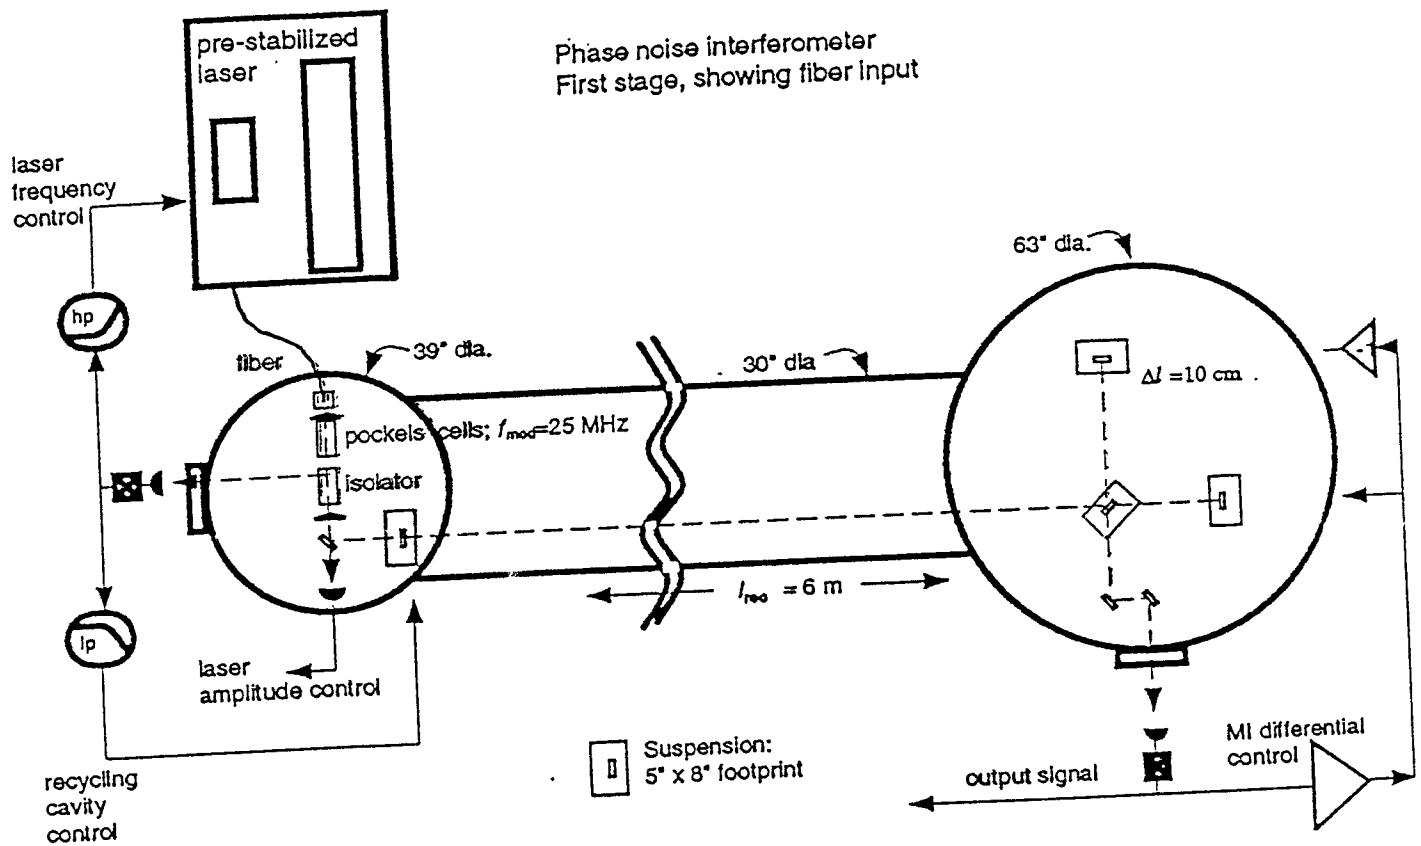 pre-stabilized
laser
Phase noise interferometer
First stage, showing fiber input
laser
frequency
control
hp
fiber
39" dia.
30" dia
63" dia.
Δl =10 cm
pockels cells; fmod=25 MHz
isolator
lrec = 6 m
lp
laser
amplitude control
recycling
cavity
control
Suspension:
5" x 8" footprint
MI differential
control
output signal